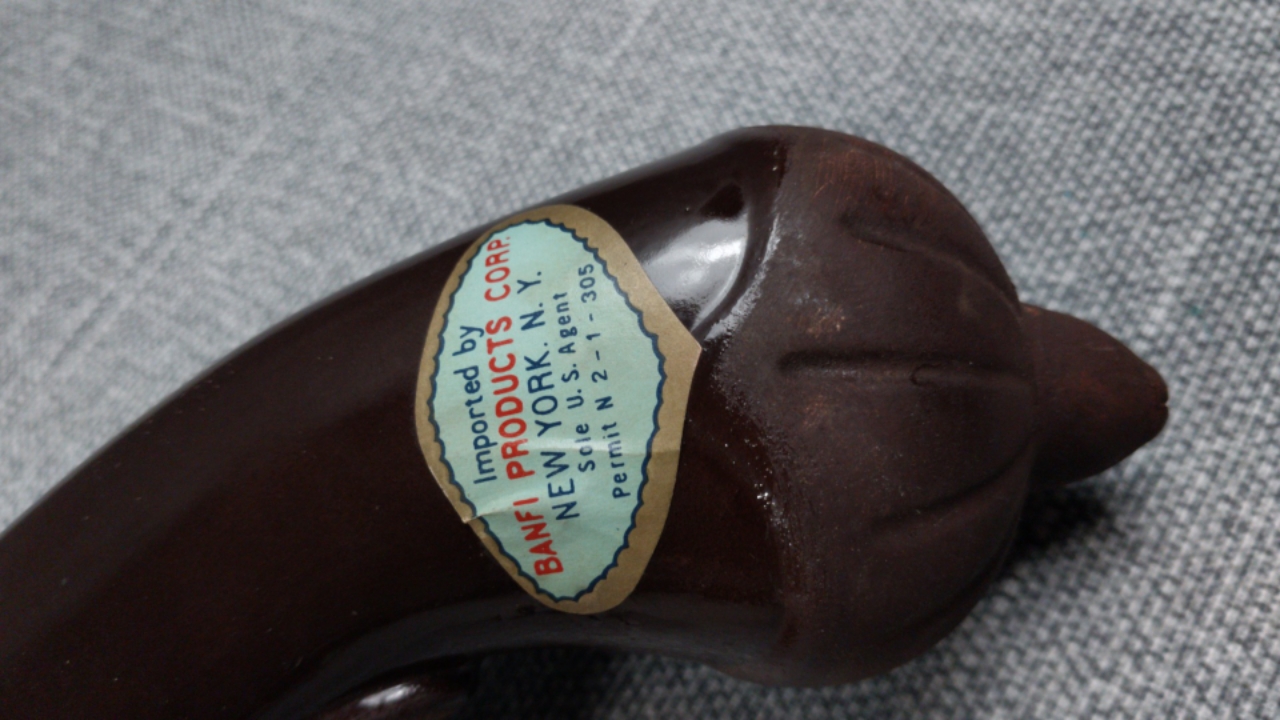 Imported by
BANFI PRODUCTS CORP.
NEW YORK. N. Y.
Sole U. S. Agent
Permit N 2 - 1 - 305